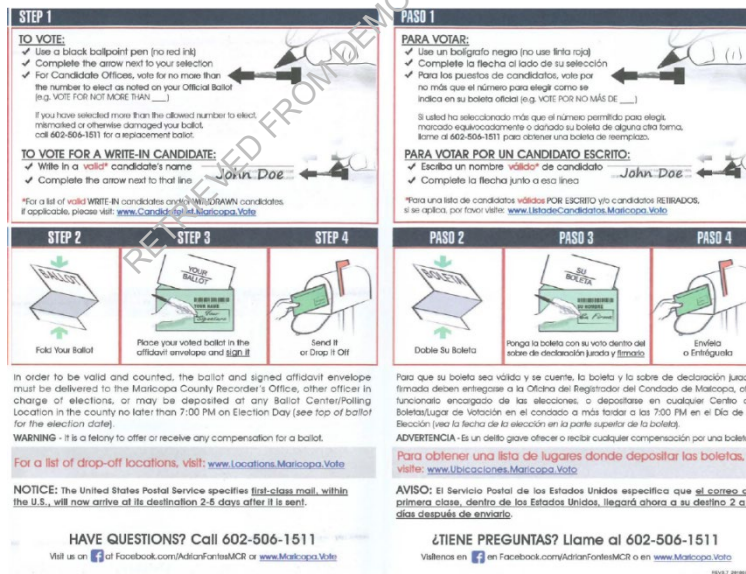 STEP 1
TO VOTE:
✓ Use a black ballpoint pen (no red ink)
✓ Complete the arrow next to your selection
✓ For Candidate Offices, vote for no more than
the number to elect as noted on your Official Ballot
(e.g. VOTE FOR NOT MORE THAN ___)
If you have selected more than the allowed number to elect,
mismarked or otherwise damaged your ballot,
call 602-506-1511 for a replacement ballot.
TO VOTE FOR A WRITE-IN CANDIDATE:
✓ Write in a valid* candidate's name
John Doe
✓ Complete the arrow next to that line
*For a list of valid WRITE-IN candidates and/or WITHDRAWN candidates,
if applicable, please visit: www.CandidateList.Maricopa.Vote
STEP 2
STEP 3
STEP 4
BALLOT
YOUR
BALLOT
YOUR NAME
Your
Signature
Fold Your Ballot
Place your voted ballot in the
affidavit envelope and sign it
Send It
or Drop It Off
In order to be valid and counted, the ballot and signed affidavit envelope
must be delivered to the Maricopa County Recorder's Office, other officer in
charge of elections, or may be deposited at any Ballot Center/Polling
Location in the county no later than 7:00 PM on Election Day (see top of ballot
for the election date).
WARNING - It is a felony to offer or receive any compensation for a ballot.
For a list of drop-off locations, visit: www.Locations.Maricopa.Vote
NOTICE: The United States Postal Service specifies first-class mail, within
the U.S., will now arrive at its destination 2-5 days after it is sent.
HAVE QUESTIONS? Call 602-506-1511
Visit us on f at Facebook.com/AdrianFontesMCR or www.Maricopa.Vote
PASO 1
PARA VOTAR:
✓ Use un bolígrafo negro (no use tinta roja)
✓ Complete la flecha al lado de su selección
✓ Para los puestos de candidatos, vote por
no más que el número para elegir como se
indica en su boleta oficial (e.g. VOTE POR NO MÁS DE ___)
Si usted ha seleccionado más que el número permitido para elegir,
marcado equivocadamente o dañado su boleta de alguna otra forma,
llame al 602-506-1511 para obtener una boleta de reemplazo.
PARA VOTAR POR UN CANDIDATO ESCRITO:
✓ Escriba un nombre válido* de candidato
John Doe
✓ Complete la flecha junto a esa línea
*Para una lista de candidatos válidos POR ESCRITO y/o candidatos RETIRADOS,
si se aplica, por favor visite: www.ListadeCandidatos.Maricopa.Voto
PASO 2
PASO 3
PASO 4
BOLETA
SU
BOLETA
SU NOMBRE
Su Firma
Doble Su Boleta
Ponga la boleta con su voto dentro del
sobre de declaración jurada y firmarlo
Envíela
o Entréguela
Para que su boleta sea válida y se cuente, la boleta y la sobre de declaración jurad
firmada deben entregarse a la Oficina del Registrador del Condado de Maricopa, ot
funcionario encargado de las elecciones, o depositarse en cualquier Centro d
Boletas/Lugar de Votación en el condado a más tardar a las 7:00 PM en el Día de
Elección (vea la fecha de la elección en la parte superior de la boleta).
ADVERTENCIA - Es un delito grave ofrecer o recibir cualquier compensación por una boleta
Para obtener una lista de lugares donde depositar las boletas,
visite: www.Ubicaciones.Maricopa.Voto
AVISO: El Servicio Postal de los Estados Unidos especifica que el correo d
primera clase, dentro de los Estados Unidos, llegará ahora a su destino 2 a
días después de enviarlo.
¿TIENE PREGUNTAS? Llame al 602-506-1511
Visítenos en f en Facebook.com/AdrianFontesMCR o en www.Maricopa.Voto
RETRIEVED FROM DEMO